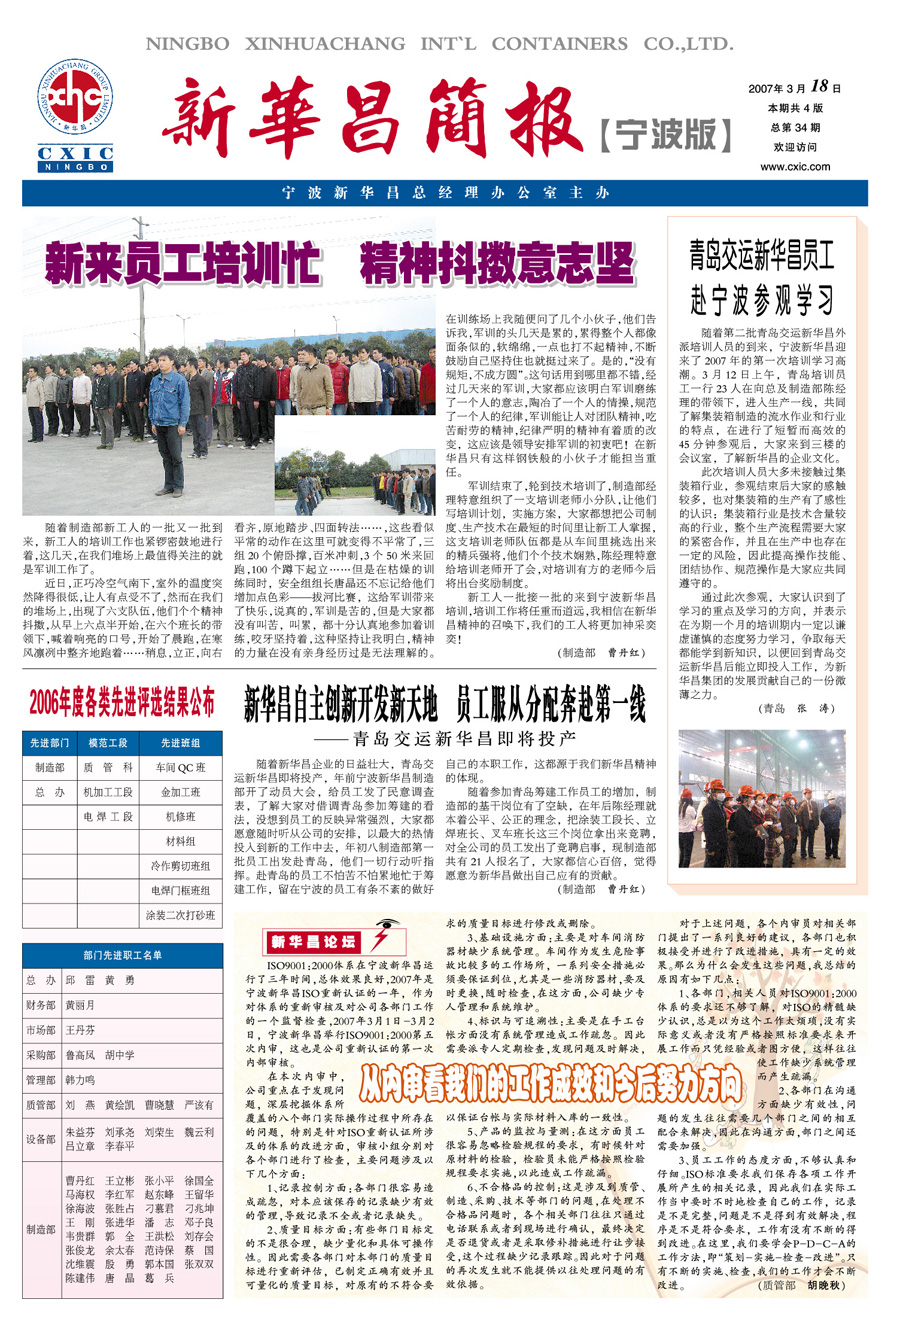 NINGBO XINHUACHANG INT`L CONTAINERS CO.,LTD.
CXIC
NINGBO
新華昌簡报【宁波版】
2007年3月18日
本期共4版
总第34期
欢迎访问
www.cxic.com
宁波新华昌总经理办公室主办
新来员工培训忙 精神抖擞意志坚
随着制造部新工人的一批又一批到
来，新工人的培训工作也紧锣密鼓地进行
着,这几天,在我们堆场上最值得关注的就
是军训工作了。
近日,正巧冷空气南下,室外的温度突
然降得很低,让人有点受不了,然而在我们
的堆场上,出现了六支队伍,他们个个精神
抖擞,从早上六点半开始,在六个班长的带
领下,喊着响亮的口号,开始了晨跑,在寒
风凛冽中整齐地跑着……稍息,立正,向右
看齐,原地踏步、四面转法……,这些看似
平常的动作在这里可就变得不平常了,三
组20个俯卧撑,百米冲刺,3个50米来回
跑,100个蹲下起立……但是在枯燥的训
练同时，安全组组长唐晶还不忘记给他们
增加点色彩——拔河比赛，这给军训带来
了快乐,说真的,军训是苦的,但是大家都
没有叫苦，叫累，都十分认真地参加着训
练,咬牙坚持着,这种坚持让我明白,精神
的力量在没有亲身经历过是无法理解的。
在训练场上我随便问了几个小伙子,他们告
诉我,军训的头几天是累的,累得整个人都像
面条似的,软绵绵,一点也打不起精神,不断
鼓励自己坚持住也就挺过来了。是的,“没有
规矩,不成方圆”。这句话用到哪里都不错,经
过几天来的军训,大家都应该明白军训磨练
了一个人的意志,陶冶了一个人的情操,规范
了一个人的纪律,军训能让人对团队精神,吃
苦耐劳的精神,纪律严明的精神有着质的改
变，这应该是领导安排军训的初衷吧！在新
华昌只有这样钢铁般的小伙子才能担当重
任。
军训结束了,轮到技术培训了,制造部经
理特意组织了一支培训老师小分队,让他们
写培训计划，实施方案，大家都想把公司制
度、生产技术在最短的时间里让新工人掌握,
这支培训老师队伍都是从车间里挑选出来
的精兵强将,他们个个技术娴熟,陈经理特意
给培训老师开了会,对培训有方的老师今后
将出台奖励制度。
新工人一批接一批的来到宁波新华昌
培训,培训工作将任重而道远,我相信在新华
昌精神的召唤下,我们的工人将更加神采奕
奕！
(制造部 曹丹红)
青岛交运新华昌员工
赴宁波参观学习
随着第二批青岛交运新华昌外
派培训人员的到来，宁波新华昌迎
来了2007年的第一次培训学习高
潮。3月12日上午，青岛培训员
工一行23人在向总及制造部陈经
理的带领下，进入生产一线，共同
了解集装箱制造的流水作业和行业
的特点，在进行了短暂而高效的
45分钟参观后，大家来到三楼的
会议室，了解新华昌的企业文化。
此次培训人员大多未接触过集
装箱行业，参观结束后大家的感触
较多，也对集装箱的生产有了感性
的认识：集装箱行业是技术含量较
高的行业，整个生产流程需要大家
的紧密合作，并且在生产中也存在
一定的风险，因此提高操作技能、
团结协作、规范操作是大家应共同
遵守的。
通过此次参观，大家认识到了
学习的重点及学习的方向，并表示
在为期一个月的培训期内一定以谦
虚谨慎的态度努力学习，争取每天
都能学到新知识，以便回到青岛交
运新华昌后能立即投入工作，为新
华昌集团的发展贡献自己的一份微
薄之力。
(青岛 张 涛)
2006年度各类先进评选结果公布
先进部门 模范工段 先进班组
制造部 质管科 车间QC班
总办 机加工工段 金加工班
电焊工段 机修班
材料组
冷作剪切班组
电焊门框班组
涂装二次打砂班
部门先进职工名单
总办 邱雷 黄勇
财务部 黄丽月
市场部 王丹芬
采购部 鲁高凤 胡中学
管理部 韩力鸣
质管部 刘燕 黄绘凯 曹晓慧 严该有
设备部 朱益芬 刘承尧 刘荣生 魏云利
吕立章 李春平
制造部 曹丹红 王立彬 张小平 徐国全
马海权 李红军 赵东峰 王留华
徐海波 张胜占 刁慕君 刁兆坤
王刚 张进华 潘志 邓子良
韦贵群 郭全 王洪松 刘存会
张俊龙 余太春 范诗保 蔡国
沈维震 殷勇 郭本国 张双双
陈建伟 唐晶 葛兵
新华昌自主创新开发新天地 员工服从分配奔赴第一线
——青岛交运新华昌即将投产
随着新华昌企业的日益壮大，青岛交
运新华昌即将投产，年前宁波新华昌制造
部开了动员大会，给员工发了民意调查
表，了解大家对借调青岛参加筹建的看
法，没想到员工的反映异常强烈，大家都
愿意随时听从公司的安排，以最大的热情
投入到新的工作中去，年初八制造部第一
批员工出发赴青岛，他们一切行动听指
挥。赴青岛的员工不怕苦不怕累地忙于筹
建工作，留在宁波的员工有条不紊的做好
自己的本职工作，这都源于我们新华昌精神
的体现。
随着参加青岛筹建工作员工的增加，制
造部的基干岗位有了空缺，在年后陈经理就
本着公平、公正的理念，把涂装工段长、立
焊班长、叉车班长这三个岗位拿出来竞聘，
对全公司的员工发出了竞聘启事，现制造部
共有21人报名了，大家都信心百倍，觉得
愿意为新华昌做出自己应有的贡献。
(制造部 曹丹红)
新华昌论坛
从内审看我们的工作成效和今后努力方向
ISO9001:2000体系在宁波新华昌运
行了三年时间,总体效果良好,2007年是
宁波新华昌ISO重新认证的一年，作为
对体系的重新审核及对公司各部门工作
的一个监督检查,2007年3月1日-3月2
日，宁波新华昌举行ISO9001:2000第五
次内审，这也是公司重新认证的第一次
内部审核。
在本次内审中，
公司重点在于发现问
题，深层挖掘体系所
覆盖的八个部门实际操作过程中所存在
的问题，特别是针对ISO重新认证所涉
及的体系的改进方面，审核小组分别对
各个部门进行了检查，主要问题涉及以
下几个方面：
1、记录控制方面：各部门很容易造
成疏忽，对本应该保存的记录缺少有效
的管理,导致记录不全或者记录缺失。
2、质量目标方面:有些部门目标定
的不是很合理，缺少量化和具体可操作
性。因此需要各部门对本部门的质量目
标进行重新评估，已制定正确有效并且
可量化的质量目标，对原有的不符合要
求的质量目标进行修改或删除。
3、基础设施方面:主要是对车间消防
器材缺少系统管理。车间作为发生危险事
故比较多的工作场所，一系列安全措施必
须要保证到位,尤其是一些消防器材,要及
时更换,随时检查,在这方面,公司缺少专
人管理和系统维护。
4、标识与可追溯性:主要是在手工台
帐方面没有系统管理造成工作疏忽。因此
需要派专人定期检查,发现问题及时解决,
以保证台帐与实际材料入库的一致性。
5、产品的监控与量测:在这方面员工
很容易忽略检验规程的要求，有时候针对
原材料的检验，检验员未能严格按照检验
规程要求实施,以此造成工作疏漏。
6、不合格品的控制:这是涉及到质管、
制造、采购、技术等部门的问题,在处理不
合格品问题时，各个相关部门往往只通过
电话联系或者到现场进行确认，最终决定
是否退货或者是采取修补措施进行让步接
受,这个过程缺少记录跟踪。因此对于问题
的再次发生就不能提供以往处理问题的有
效依据。
对于上述问题，各个内审员对相关部
门提出了一系列良好的建议，各部门也积
极接受并进行了改进措施，具有一定的效
果。那么为什么会发生这些问题,我总结的
原因有如下几点：
1、各部门,相关人员对ISO9001:2000
体系的要求还不够了解，对ISO的精髓缺
少认识,总是以为这个工作太烦琐,没有实
际意义或者没有严格按照标准要求来开
展工作而只凭经验或者图方便。这样往往
使工作缺少系统管理
而产生疏漏。
2、各部门在沟通
方面缺少有效性,问
题的发生往往需要几个部门之间的相互
配合来解决,因此在沟通方面,部门之间还
需要加强。
3、员工工作的态度方面,不够认真和
仔细。ISO标准要求我们保存各项工作开
展所产生的相关记录，因此我们在实际工
作当中要时不时地检查自己的工作，记录
是不是完整,问题是不是得到有效解决,程
序是不是符合要求，工作有没有不断的得
到改进。在这里,我们要学会P-D-C-A的
工作方法,即“策划-实施-检查-改进”。只
有不断的实施、检查,我们的工作才会不断
改进。 (质管部 胡晚秋)